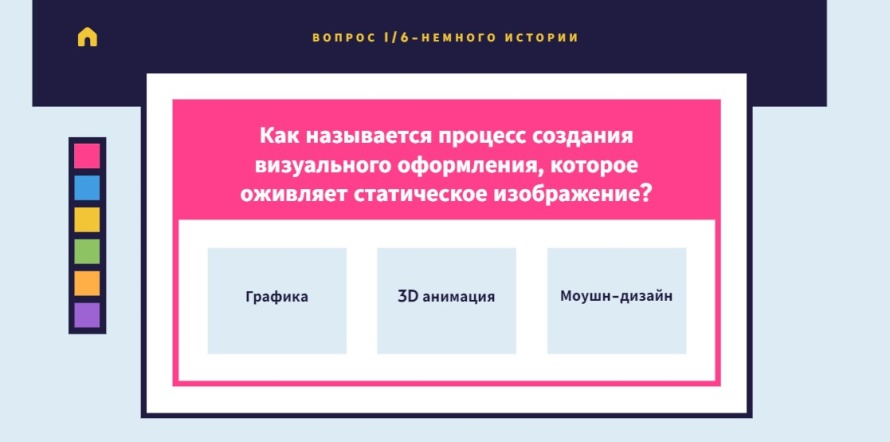 ВОПРОС 1/6-НЕМНОГО ИСТОРИИ
Как называется процесс создания
визуального оформления, которое
оживляет статическое изображение?
Графика
3D анимация
Моушн-дизайн